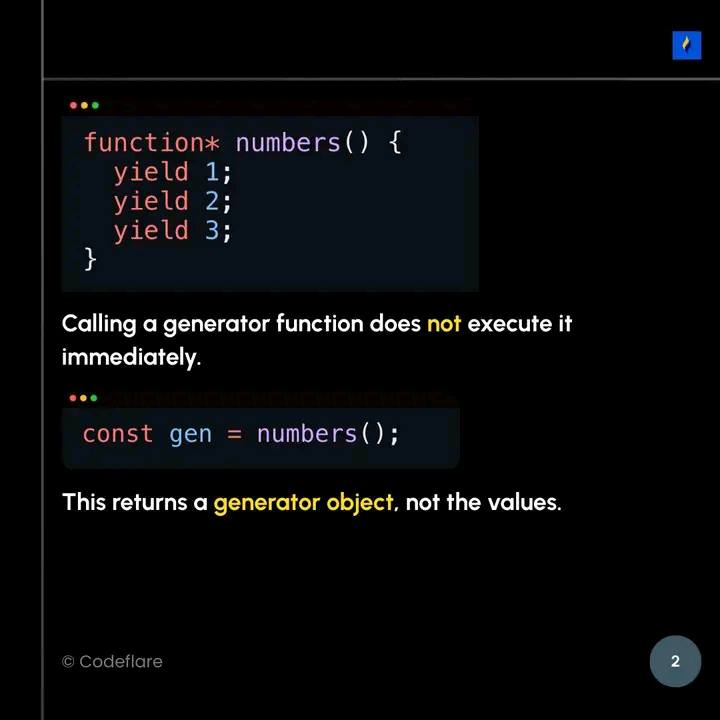 function* numbers() {
  yield 1;
  yield 2;
  yield 3;
}
Calling a generator function does not execute it
immediately.
const gen = numbers();
This returns a generator object, not the values.
© Codeflare
2